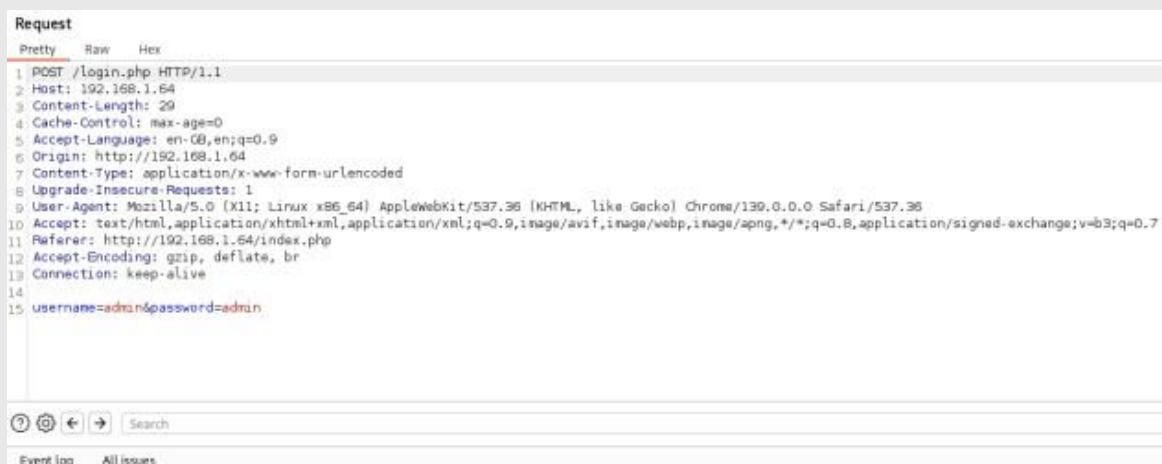 Request
Pretty Raw Hex
1 POST /login.php HTTP/1.1
2 Host: 192.168.1.64
3 Content-Length: 29
4 Cache-Control: max-age=0
5 Accept-Language: en-GB,en;q=0.9
6 Origin: http://192.168.1.64
7 Content-Type: application/x-www-form-urlencoded
8 Upgrade-Insecure-Requests: 1
9 User-Agent: Mozilla/5.0 (X11; Linux x86_64) AppleWebKit/537.36 (KHTML, like Gecko) Chrome/139.0.0.0 Safari/537.36
10 Accept: text/html,application/xhtml+xml,application/xml;q=0.9,image/avif,image/webp,image/apng,*/*;q=0.8,application/signed-exchange;v=b3;q=0.7
11 Referer: http://192.168.1.64/index.php
12 Accept-Encoding: gzip, deflate, br
13 Connection: keep-alive
14
15 username=admin&password=admin
Search
Event log All issues